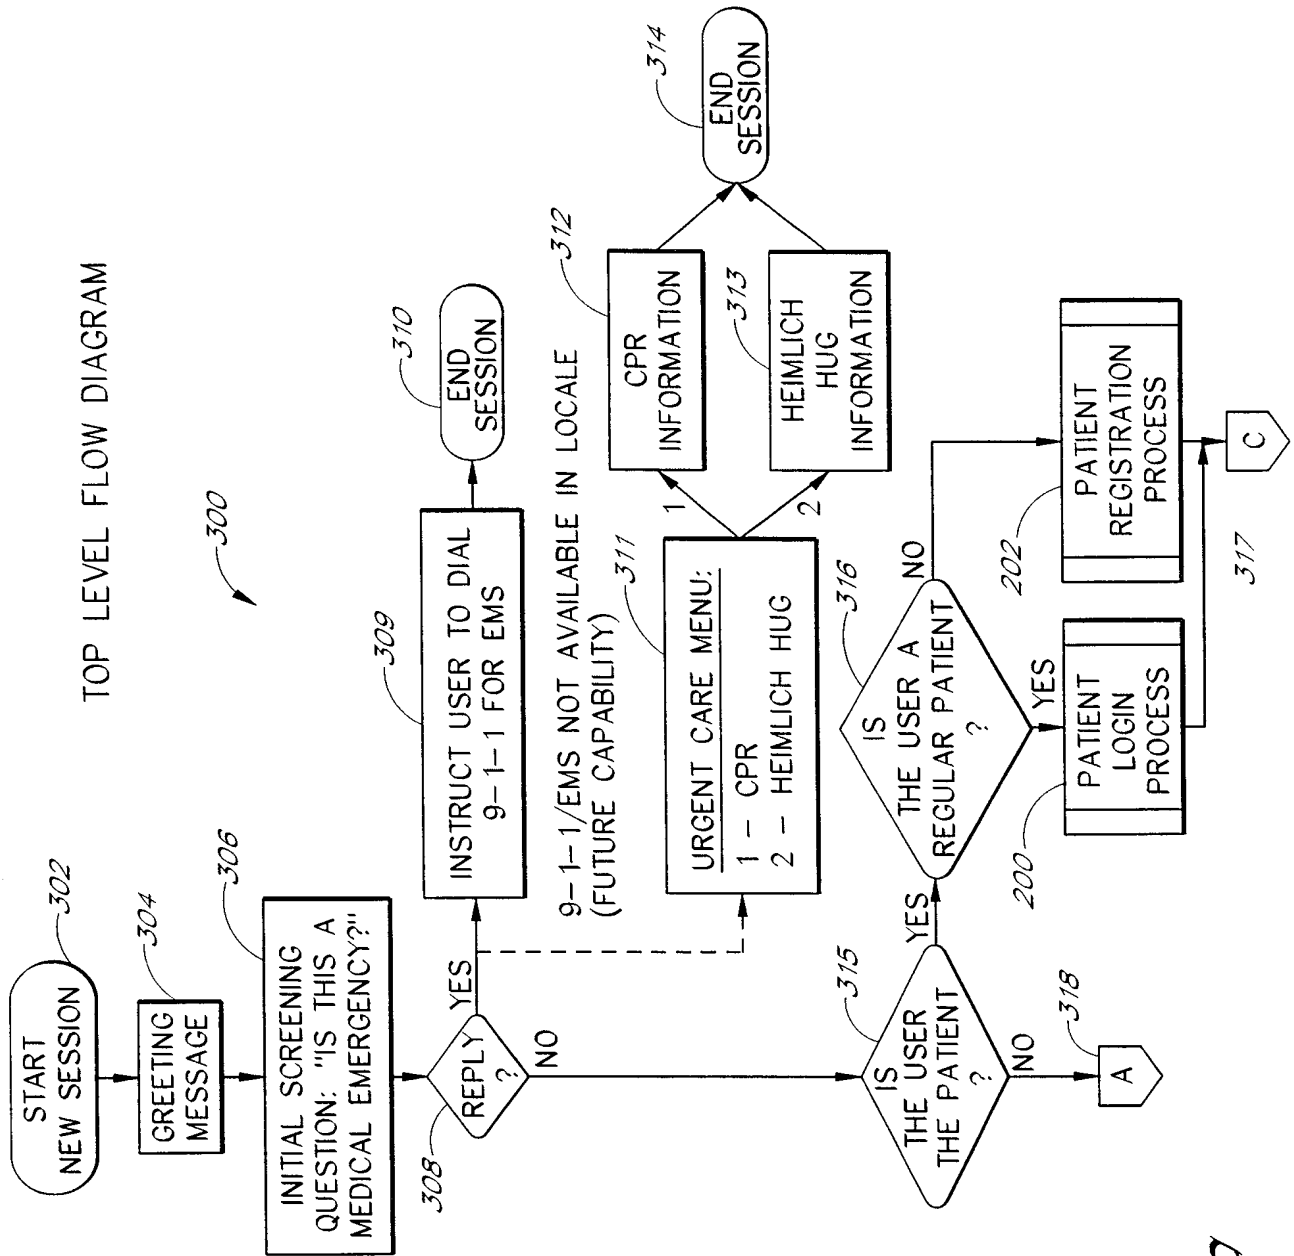 TOP LEVEL FLOW DIAGRAM
300
START
NEW SESSION
302
GREETING
MESSAGE
304
INITIAL SCREENING
QUESTION: "IS THIS A
MEDICAL EMERGENCY?"
306
REPLY
?
308
YES
NO
INSTRUCT USER TO DIAL
9-1-1 FOR EMS
309
END
SESSION
310
9-1-1/EMS NOT AVAILABLE IN LOCALE
(FUTURE CAPABILITY)
URGENT CARE MENU:
1 - CPR
2 - HEIMLICH HUG
311
1
2
CPR
INFORMATION
312
HEIMLICH
HUG
INFORMATION
313
END
SESSION
314
IS
THE USER
THE PATIENT
?
315
YES
NO
A
318
IS
THE USER A
REGULAR PATIENT
?
316
NO
YES
PATIENT
LOGIN
PROCESS
200
PATIENT
REGISTRATION
PROCESS
202
C
317